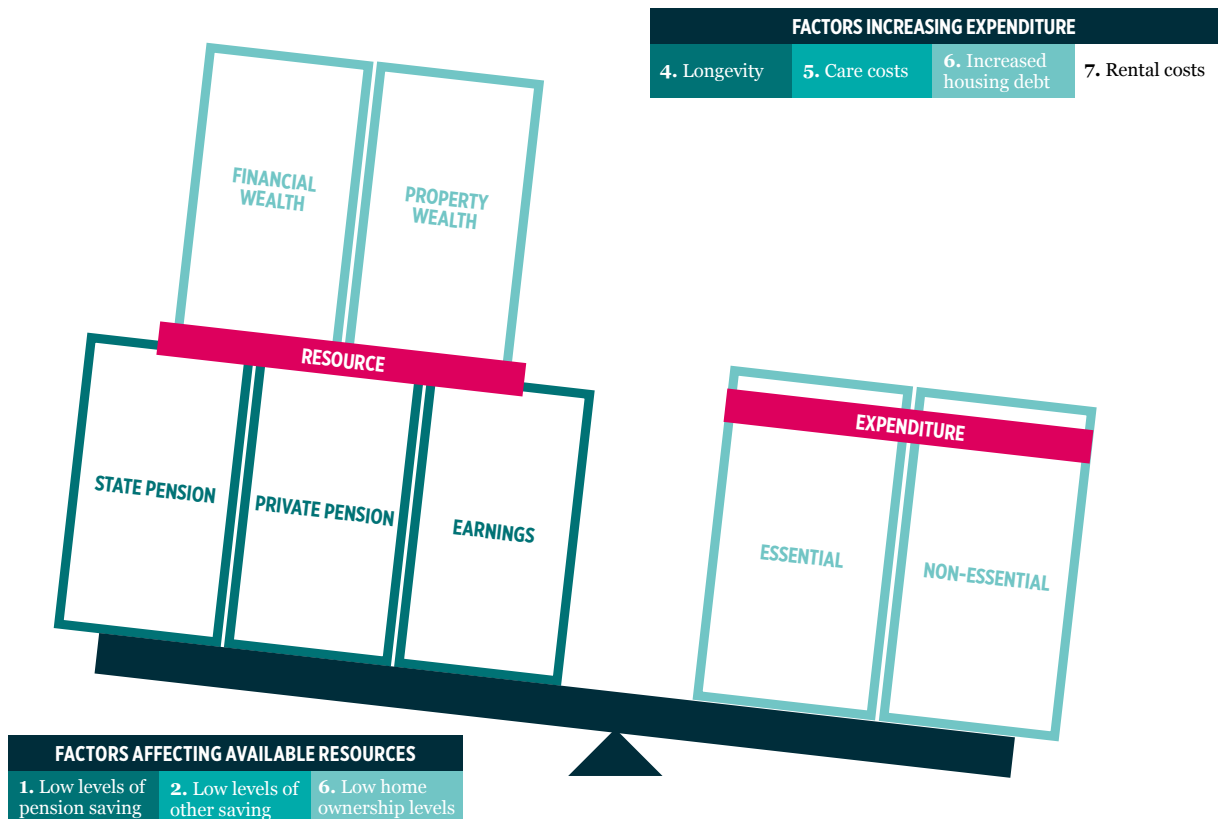 FACTORS INCREASING EXPENDITURE
4. Longevity
5. Care costs
6. Increased
housing debt
7. Rental costs
FINANCIAL
WEALTH
PROPERTY
WEALTH
RESOURCE
EXPENDITURE
STATE PENSION
PRIVATE PENSION
EARNINGS
ESSENTIAL
NON-ESSENTIAL
FACTORS AFFECTING AVAILABLE RESOURCES
1. Low levels of
pension saving
2. Low levels of
other saving
6. Low home
ownership levels